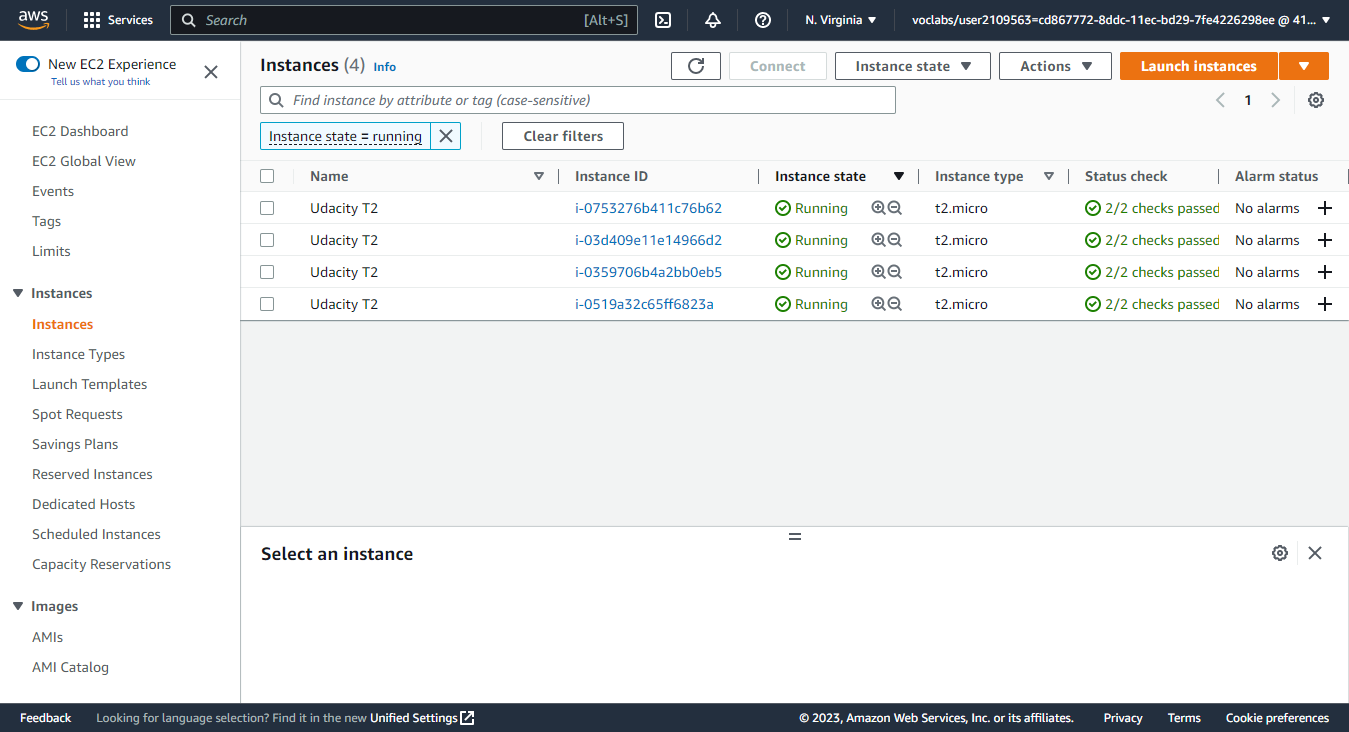 aws
Services
Search [Alt+S]
N. Virginia
voclabs/user2109563=cd867772-8ddc-11ec-bd29-7fe4226298ee @ 41...
New EC2 Experience
Tell us what you think
EC2 Dashboard
EC2 Global View
Events
Tags
Limits
Instances
Instances
Instance Types
Launch Templates
Spot Requests
Savings Plans
Reserved Instances
Dedicated Hosts
Scheduled Instances
Capacity Reservations
Images
AMIs
AMI Catalog
Instances (4) Info
Connect
Instance state
Actions
Launch instances
Find instance by attribute or tag (case-sensitive)
1
Instance state = running
Clear filters
Name Instance ID Instance state Instance type Status check Alarm status
Udacity T2 i-0753276b411c76b62 Running t2.micro 2/2 checks passed No alarms
Udacity T2 i-03d409e11e14966d2 Running t2.micro 2/2 checks passed No alarms
Udacity T2 i-0359706b4a2bb0eb5 Running t2.micro 2/2 checks passed No alarms
Udacity T2 i-0519a32c65ff6823a Running t2.micro 2/2 checks passed No alarms
Select an instance
Feedback Looking for language selection? Find it in the new Unified Settings © 2023, Amazon Web Services, Inc. or its affiliates. Privacy Terms Cookie preferences